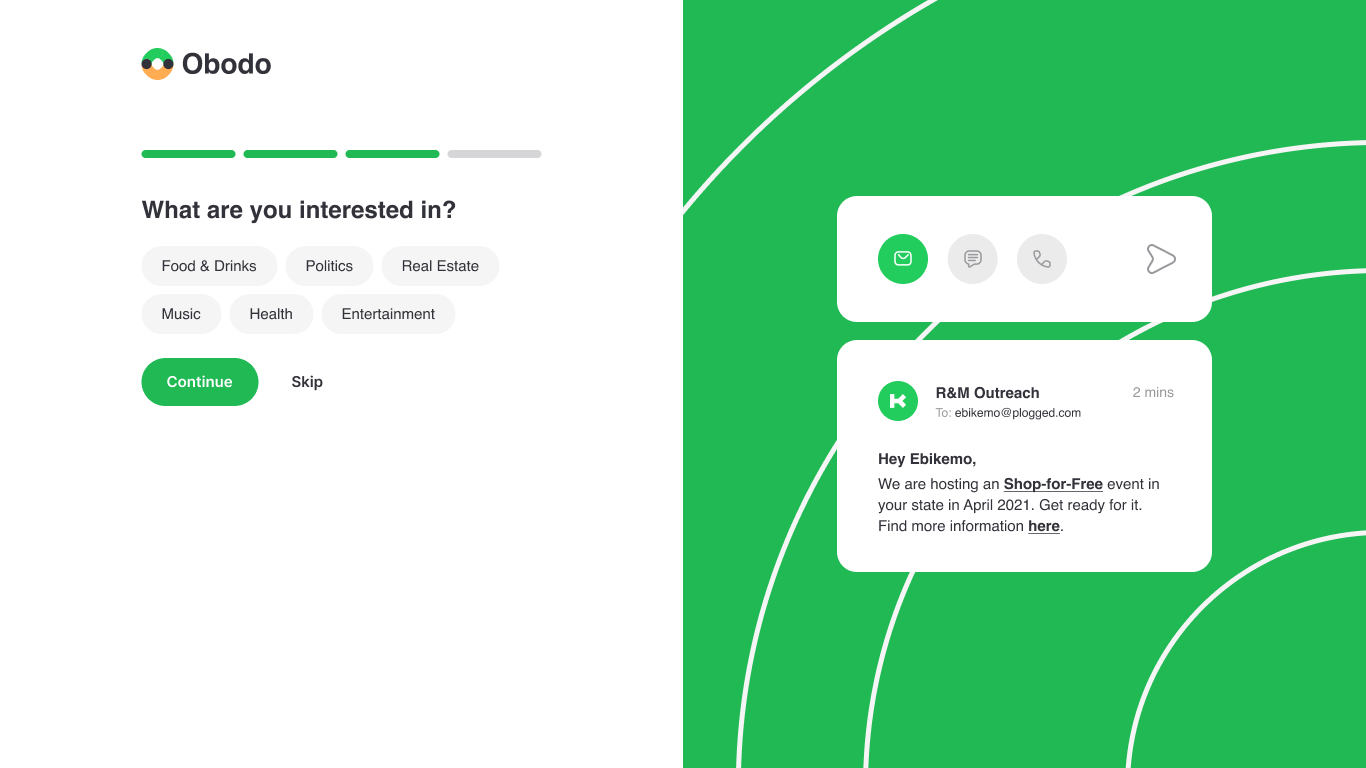 Obodo
What are you interested in?
Food & Drinks
Politics
Real Estate
Music
Health
Entertainment
Continue
Skip
R&M Outreach
2 mins
To: ebikemo@plogged.com
Hey Ebikemo,
We are hosting an Shop-for-Free event in
your state in April 2021. Get ready for it.
Find more information here.